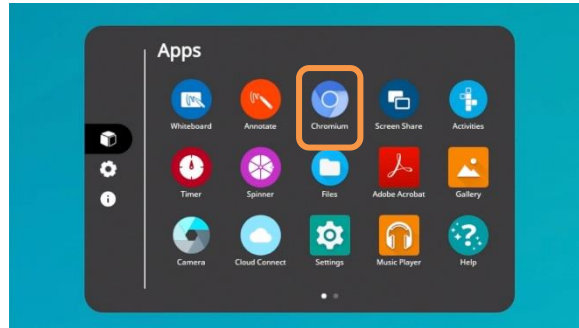 Apps
Whiteboard Annotate Chromium Screen Share Activities
Timer Spinner Files Adobe Acrobat Gallery
Camera Cloud Connect Settings Music Player Help